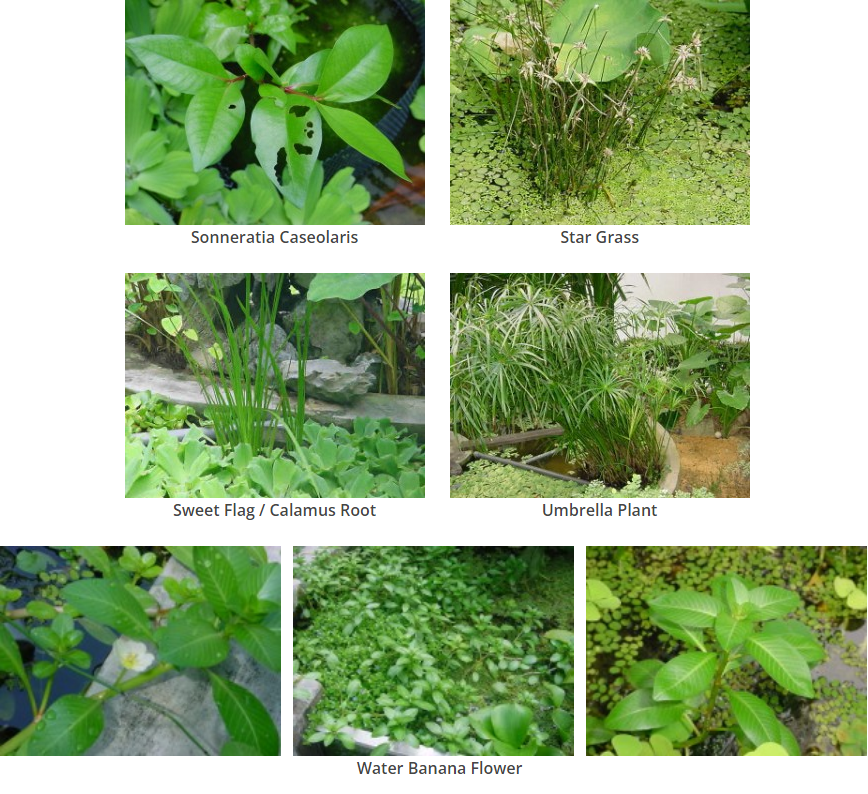 Sonneratia Caseolaris
Star Grass
Sweet Flag / Calamus Root
Umbrella Plant
Water Banana Flower